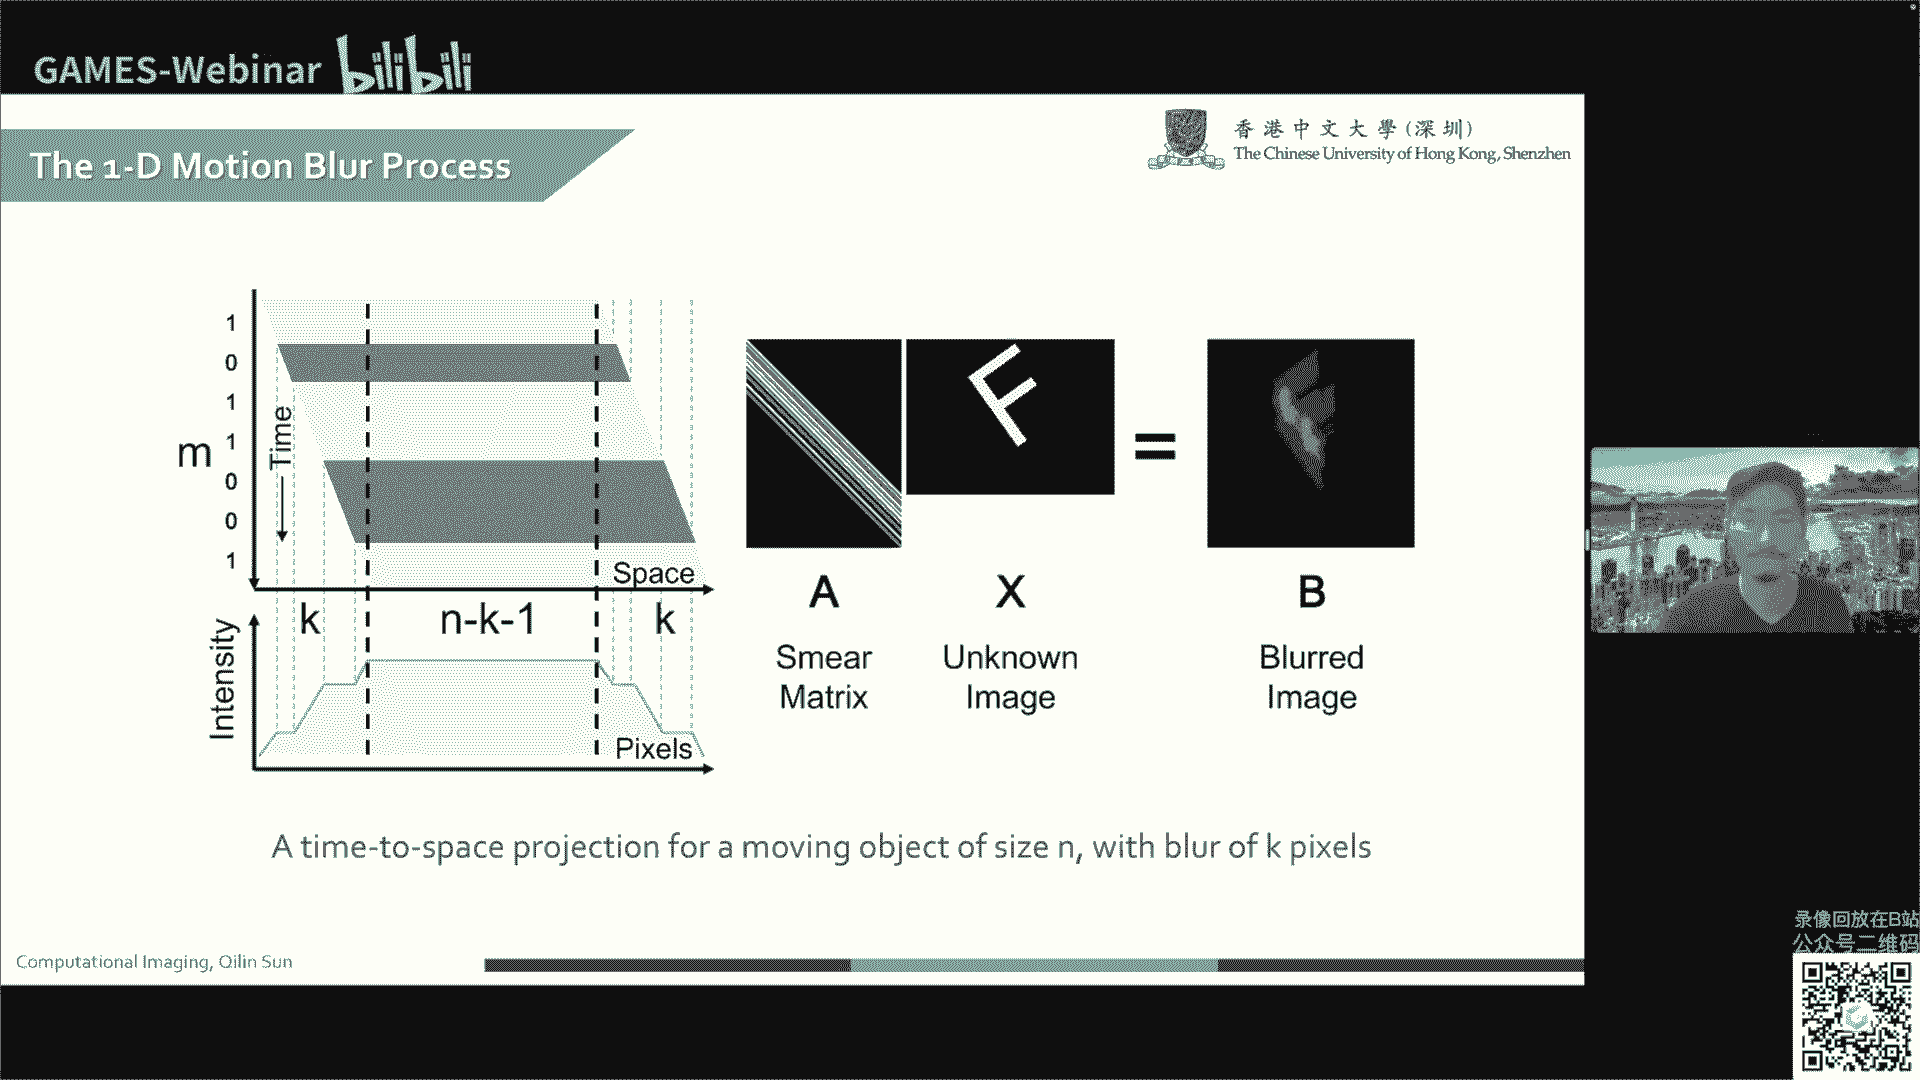 GAMES-Webinar bilibili
The 1-D Motion Blur Process
香港中文大學(深圳)
The Chinese University of Hong Kong, Shenzhen
1
0
1
1
0
0
1
m
Time
Space
k
n-k-1
k
Intensity
Pixels
=
A
X
B
Smear
Matrix
Unknown
Image
Blurred
Image
A time-to-space projection for a moving object of size n, with blur of k pixels
Computational Imaging, Qilin Sun
录像回放在B站
公众号二维码